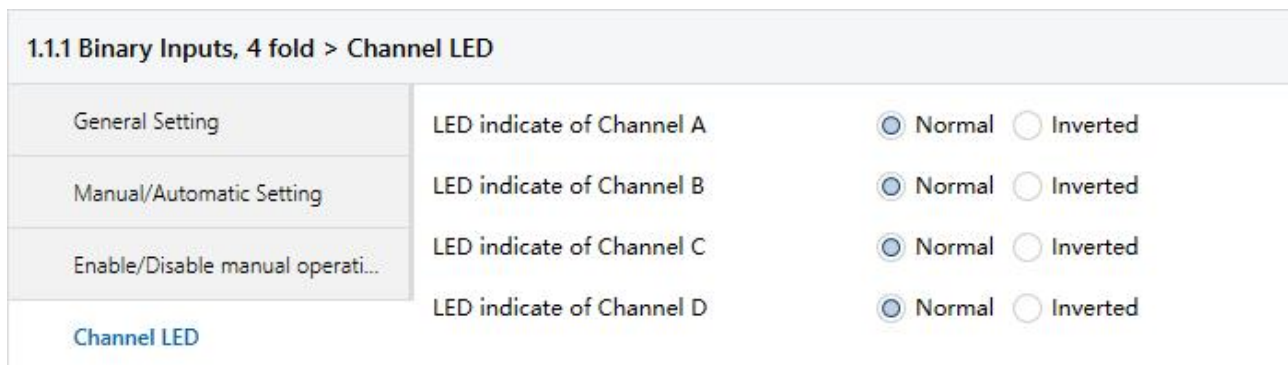 1.1.1 Binary Inputs, 4 fold > Channel LED
General Setting
Manual/Automatic Setting
Enable/Disable manual operati...
Channel LED
LED indicate of Channel A Normal Inverted
LED indicate of Channel B Normal Inverted
LED indicate of Channel C Normal Inverted
LED indicate of Channel D Normal Inverted